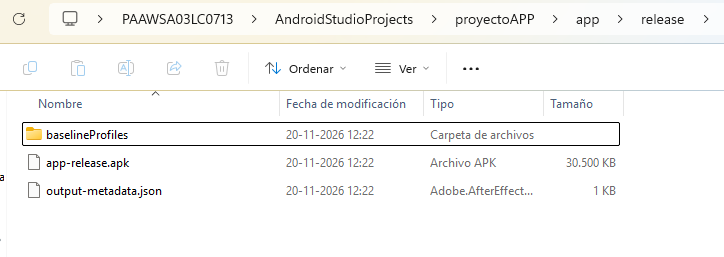 PAAWSA03LC0713 > AndroidStudioProjects > proyectoAPP > app > release >
Ordenar Ver ...
Nombre Fecha de modificación Tipo Tamaño
baselineProfiles 20-11-2026 12:22 Carpeta de archivos
app-release.apk 20-11-2026 12:22 Archivo APK 30.500 KB
output-metadata.json 20-11-2026 12:22 Adobe.AfterEffect... 1 KB